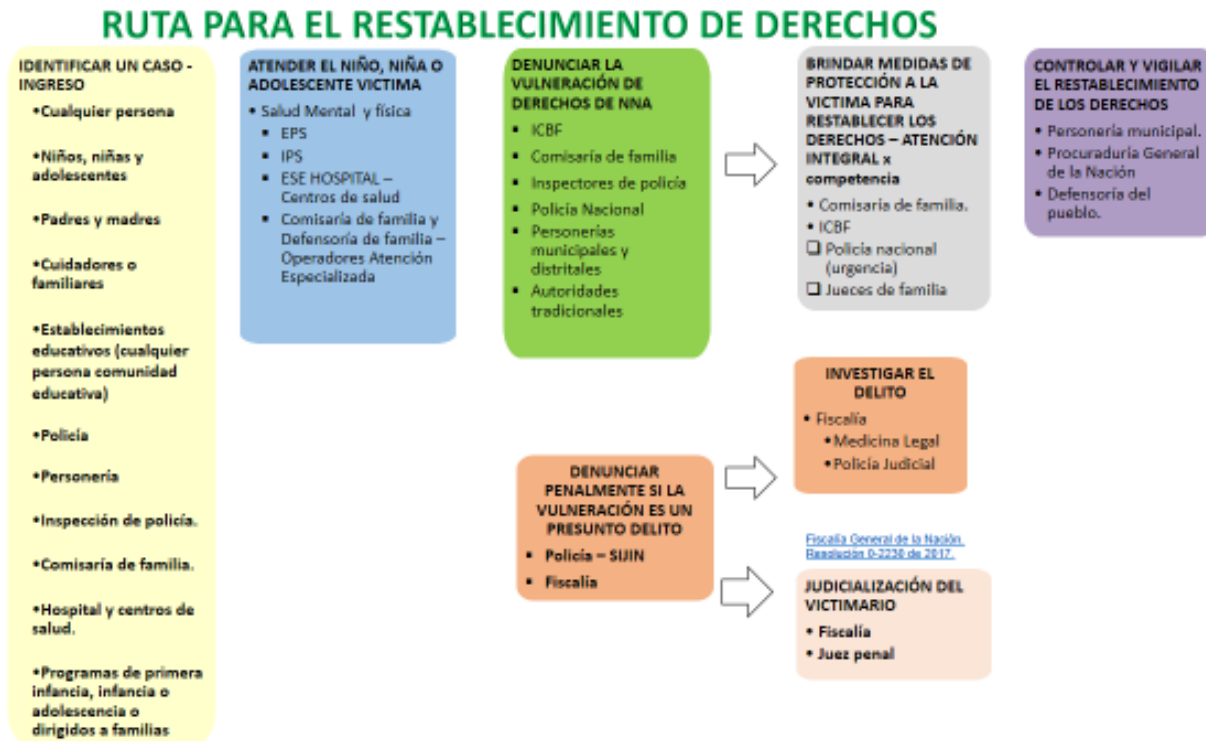 RUTA PARA EL RESTABLECIMIENTO DE DERECHOS
IDENTIFICAR UN CASO -
INGRESO
•Cualquier persona
•Niños, niñas y
adolescentes
•Padres y madres
•Cuidadores o
familiares
•Establecimientos
educativos (cualquier
persona comunidad
educativa)
•Policía
•Personería
•Inspección de policía.
•Comisaría de familia.
•Hospital y centros de
salud.
•Programas de primera
infancia, infancia o
adolescencia o
dirigidos a familias
ATENDER EL NIÑO, NIÑA O
ADOLESCENTE VICTIMA
• Salud Mental y física
▪ EPS
▪ IPS
▪ ESE HOSPITAL –
Centros de salud
▪ Comisaría de familia y
Defensoría de familia –
Operadores Atención
Especializada
DENUNCIAR LA
VULNERACIÓN DE
DERECHOS DE NNA
▪ ICBF
▪ Comisaría de familia
▪ Inspectores de policía
▪ Policía Nacional
▪ Personerías
municipales y
distritales
▪ Autoridades
tradicionales
BRINDAR MEDIDAS DE
PROTECCIÓN A LA
VICTIMA PARA
RESTABLECER LOS
DERECHOS – ATENCIÓN
INTEGRAL x
competencia
• Comisaría de familia.
• ICBF
❑ Policía nacional
(urgencia)
❑ Jueces de familia
CONTROLAR Y VIGILAR
EL RESTABLECIMIENTO
DE LOS DERECHOS
• Personería municipal.
• Procuraduría General
de la Nación
• Defensoría del
pueblo.
DENUNCIAR
PENALMENTE SI LA
VULNERACIÓN ES UN
PRESUNTO DELITO
▪ Policía – SIJIN
▪ Fiscalía
INVESTIGAR EL
DELITO
• Fiscalía
•Medicina Legal
•Policía Judicial
Fiscalía General de la Nación.
Resolución 0-2230 de 2017.
JUDICIALIZACIÓN DEL
VICTIMARIO
• Fiscalía
• Juez penal